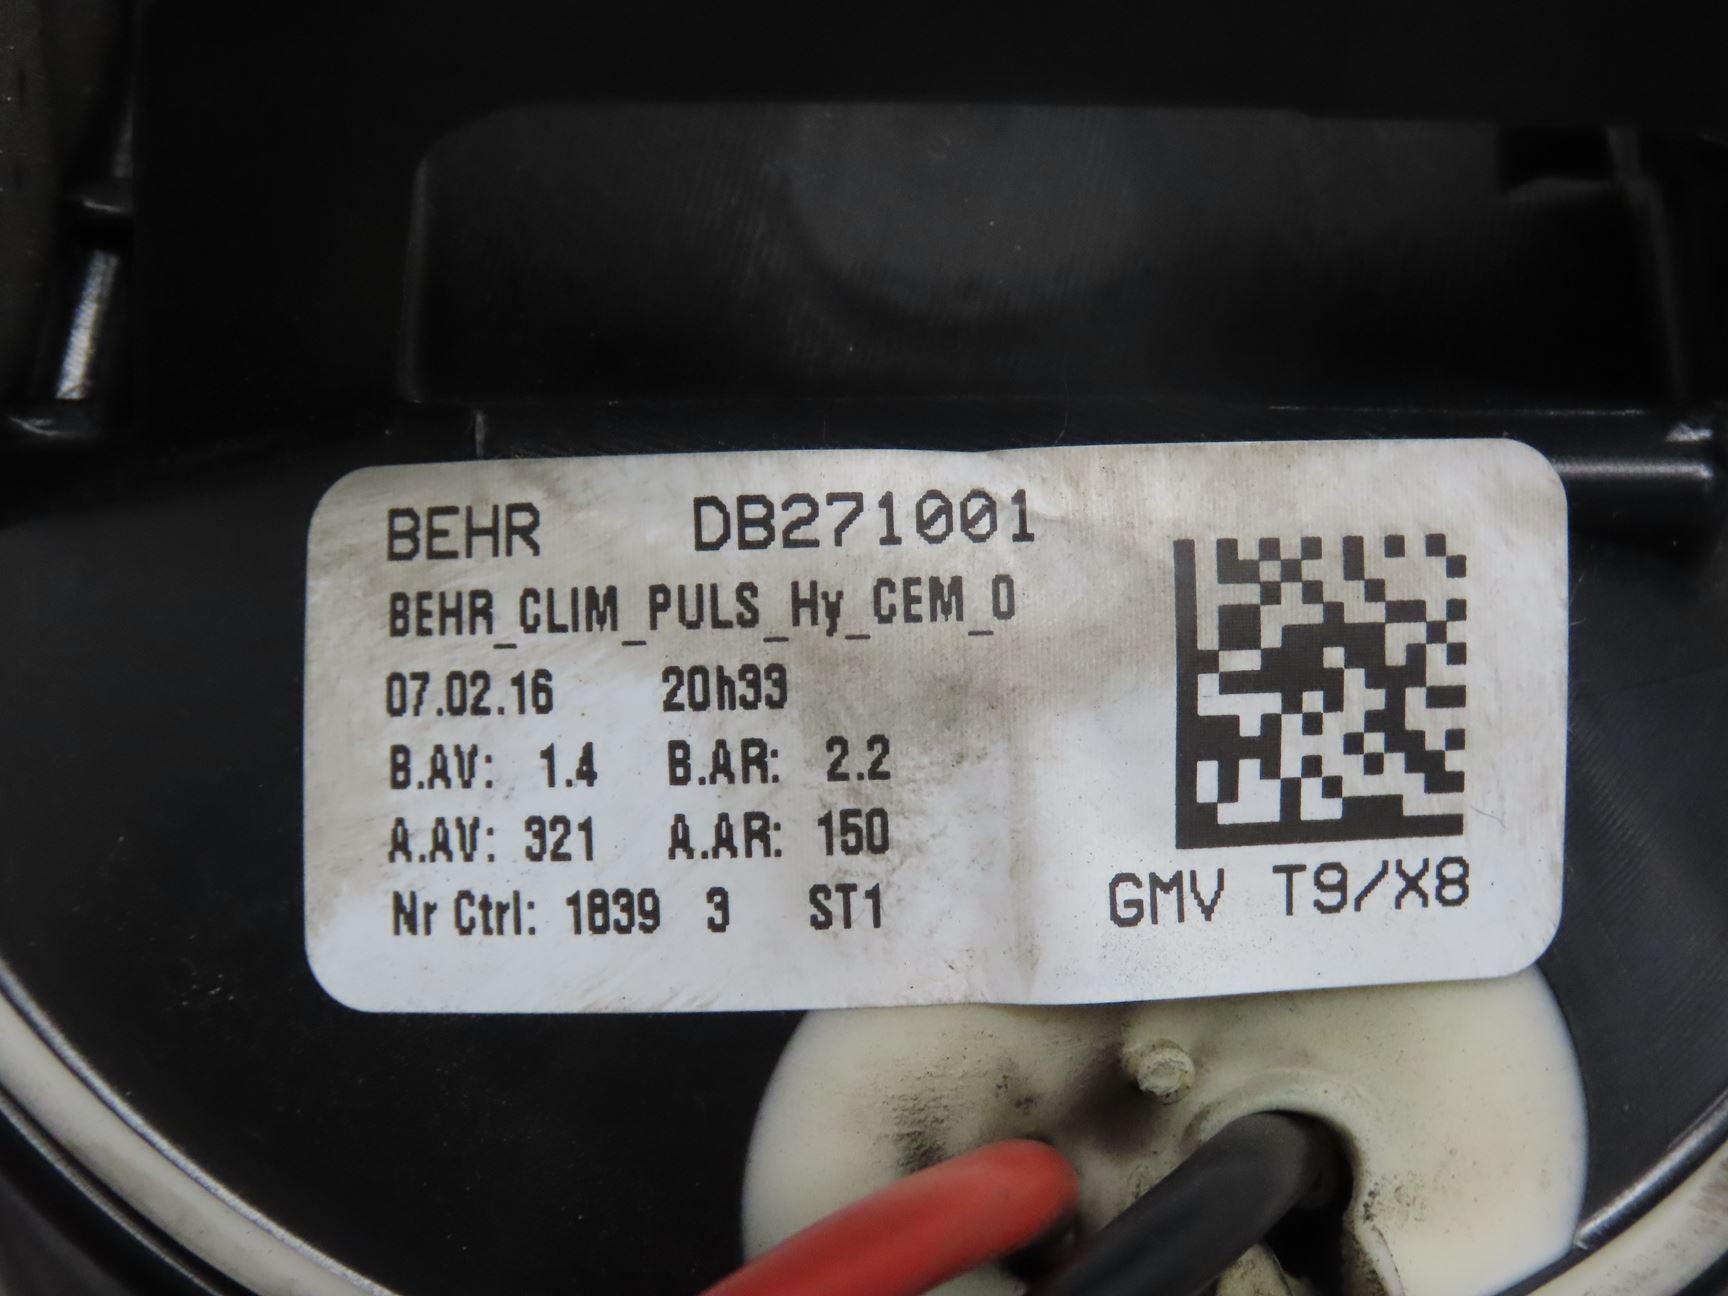 BEHR DB271001
BEHR_CLIM_PULS_Hy_CEM_0
07.02.16 20h33
B.AV: 1.4 B.AR: 2.2
A.AV: 321 A.AR: 150
Nr Ctrl: 1839 3 ST1
GMV T9/X8